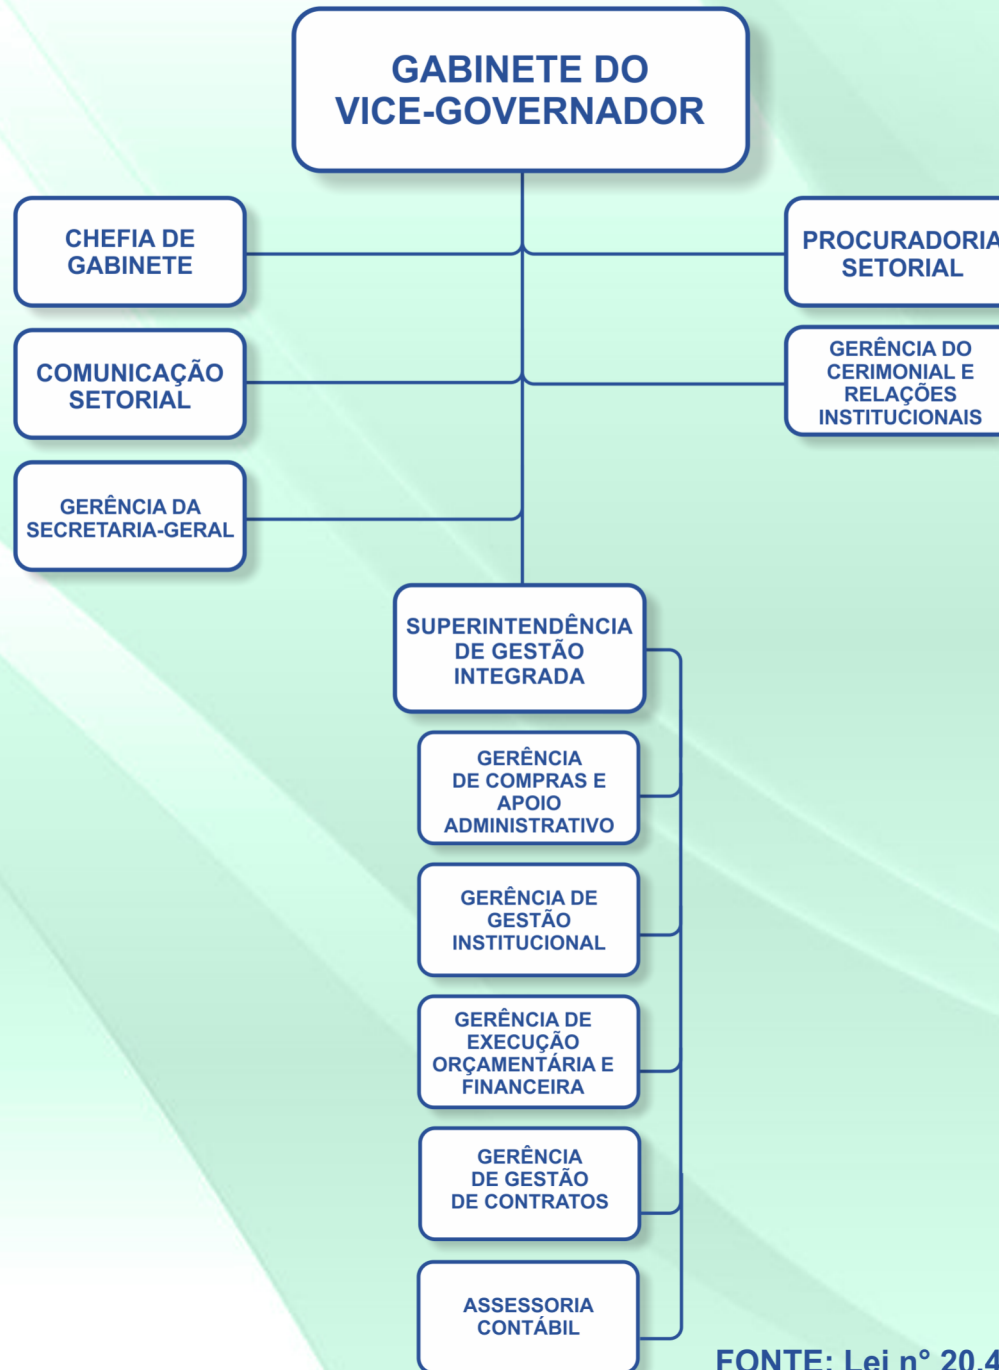 GABINETE DO
VICE-GOVERNADOR
CHEFIA DE
GABINETE
PROCURADORIA
SETORIAL
COMUNICAÇÃO
SETORIAL
GERÊNCIA DO
CERIMONIAL E
RELAÇÕES
INSTITUCIONAIS
GERÊNCIA DA
SECRETARIA-GERAL
SUPERINTENDÊNCIA
DE GESTÃO
INTEGRADA
GERÊNCIA
DE COMPRAS E
APOIO
ADMINISTRATIVO
GERÊNCIA DE
GESTÃO
INSTITUCIONAL
GERÊNCIA DE
EXECUÇÃO
ORÇAMENTÁRIA E
FINANCEIRA
GERÊNCIA
DE GESTÃO
DE CONTRATOS
ASSESSORIA
CONTÁBIL
FONTE: Lei n° 20.4